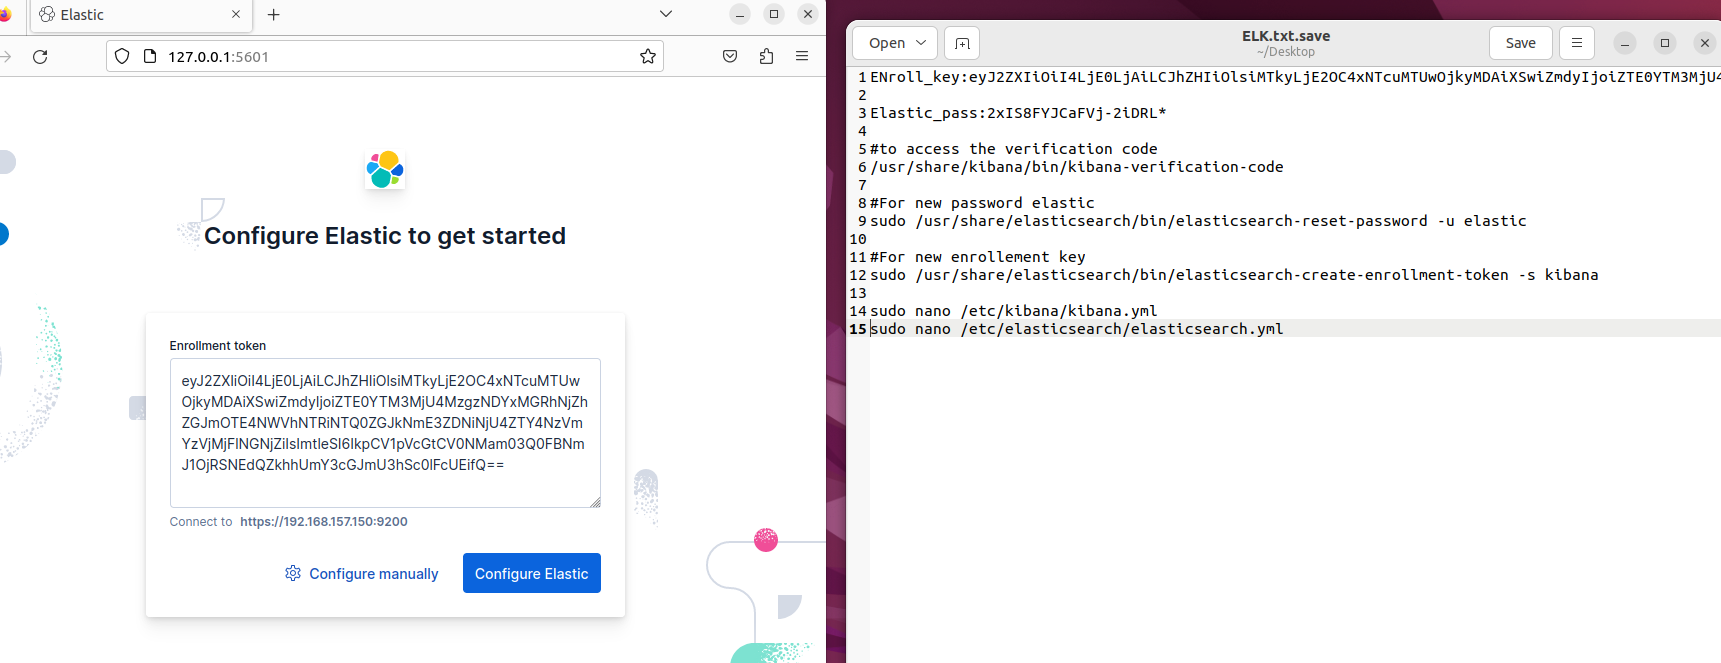 Elastic
127.0.0.1:5601
Configure Elastic to get started
Enrollment token
eyJ2ZXIiOiI4LjE0LjAiLCJhZHIiOlsiMTkyLjE2OC4xNTcuMTUw
OjkyMDAiXSwiZmdyIjoiZTE0YTM3MjU4MzgzNDYxMGRhNjZh
ZGJmOTE4NWVhNTRiNTQ0ZGJkNmE3ZDNiNjU4ZTY4NzVm
YzVjMjFlNGNjZiIsImtleSI6IkpCV1pVcGtCV0NMam03Q0FBNm
J1OjRSNEdQZkhhUmY3cGJmU3hSc0lFcUEifQ==
Connect to https://192.168.157.150:9200
Configure manually
Configure Elastic
Open
ELK.txt.save
~/Desktop
Save
1 ENroll_key:eyJ2ZXIiOiI4LjE0LjAiLCJhZHIiOlsiMTkyLjE2OC4xNTcuMTUwOjkyMDAiXSwiZmdyIjoiZTE0YTM3MjU4
2
3 Elastic_pass:2xIS8FYJCaFVj-2iDRL*
4
5 #to access the verification code
6 /usr/share/kibana/bin/kibana-verification-code
7
8 #For new password elastic
9 sudo /usr/share/elasticsearch/bin/elasticsearch-reset-password -u elastic
10
11 #For new enrollement key
12 sudo /usr/share/elasticsearch/bin/elasticsearch-create-enrollment-token -s kibana
13
14 sudo nano /etc/kibana/kibana.yml
15 sudo nano /etc/elasticsearch/elasticsearch.yml